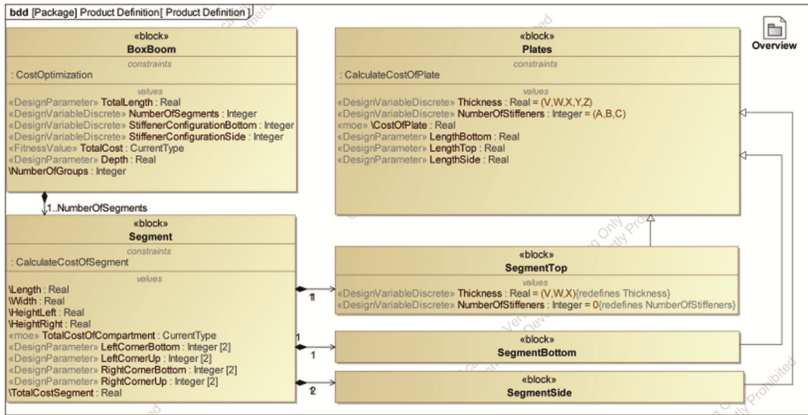 bdd [Package] Product Definition[ Product Definition ]
Overview
«block»
BoxBoom
constraints
: CostOptimization
values
«DesignParameter» TotalLength : Real
«DesignVariableDiscrete» NumberOfSegments : Integer
«DesignVariableDiscrete» StiffenerConfigurationBottom : Integer
«DesignVariableDiscrete» StiffenerConfigurationSide : Integer
«FitnessValue» TotalCost : CurrentType
«DesignParameter» Depth : Real
\NumberOfGroups : Integer
«block»
Plates
constraints
: CalculateCostOfPlate
values
«DesignVariableDiscrete» Thickness : Real = (V,W,X,Y,Z)
«DesignVariableDiscrete» NumberOfStiffeners : Integer = (A,B,C)
«moe» \CostOfPlate : Real
«DesignParameter» LengthBottom : Real
«DesignParameter» LengthTop : Real
«DesignParameter» LengthSide : Real
1..NumberOfSegments
«block»
Segment
constraints
: CalculateCostOfSegment
values
\Length : Real
\Width : Real
\HeightLeft : Real
\HeightRight : Real
«moe» TotalCostOfCompartment : CurrentType
«DesignParameter» LeftCornerBottom : Integer [2]
«DesignParameter» LeftCornerUp : Integer [2]
«DesignParameter» RightCornerBottom : Integer [2]
«DesignParameter» RightCornerUp : Integer [2]
\TotalCostSegment : Real
1
1
1
1
2
«block»
SegmentTop
values
«DesignVariableDiscrete» Thickness : Real = (V,W,X){redefines Thickness}
«DesignVariableDiscrete» NumberOfStiffeners : Integer = 0{redefines NumberOfStiffeners}
«block»
SegmentBottom
«block»
SegmentSide